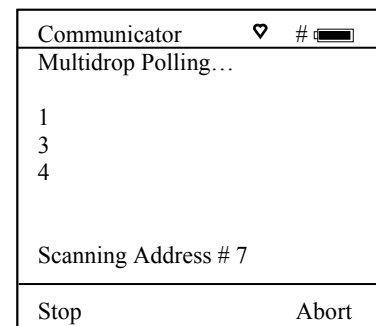 Communicator ♡ #
Multidrop Polling…
1
3
4
Scanning Address # 7
Stop Abort